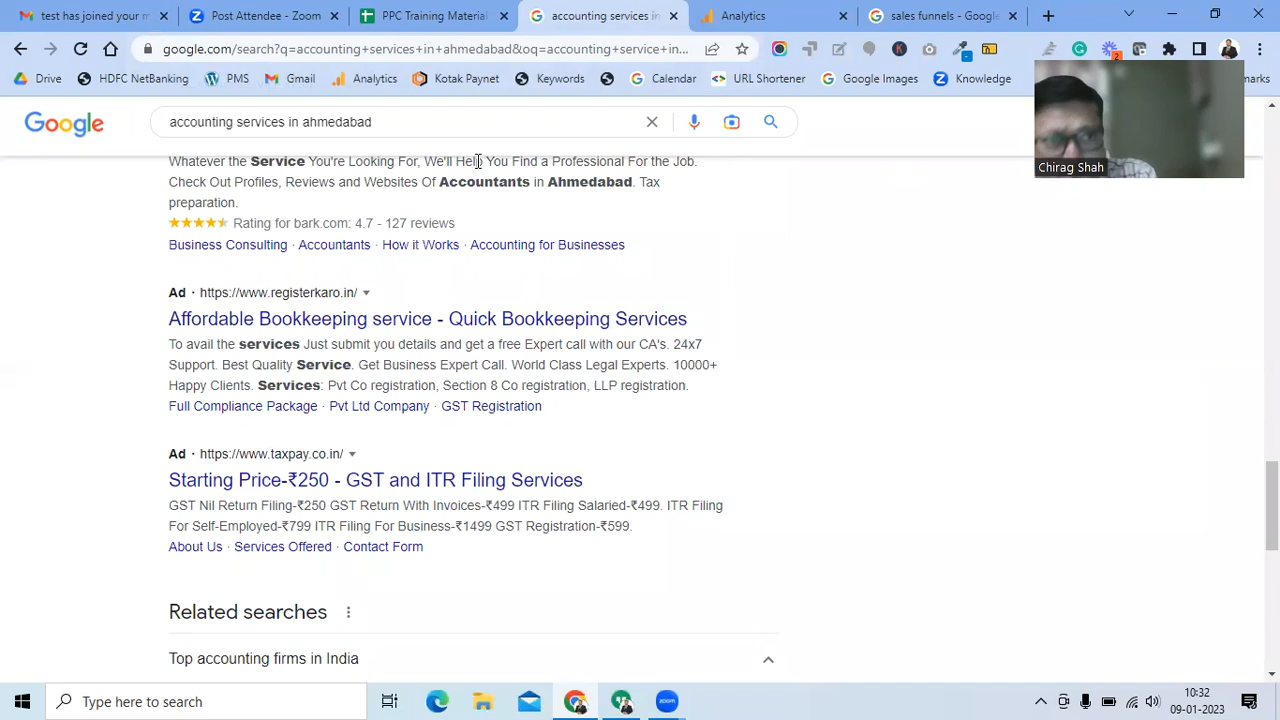 test has joined your m
Post Attendee - Zoom
PPC Training Material
accounting services in
Analytics
sales funnels - Google
google.com/search?q=accounting+services+in+ahmedabad&oq=accounting+service+in...
2
Drive
HDFC NetBanking
PMS
Gmail
Analytics
Kotak Paynet
Keywords
Calendar
URL Shortener
Google Images
Knowledge
marks
Google
accounting services in ahmedabad
Chirag Shah
Whatever the Service You're Looking For, We'll Help You Find a Professional For the Job.
Check Out Profiles, Reviews and Websites Of Accountants in Ahmedabad. Tax
preparation.
Rating for bark.com: 4.7 - 127 reviews
Business Consulting · Accountants · How it Works · Accounting for Businesses
Ad · https://www.registerkaro.in/
Affordable Bookkeeping service - Quick Bookkeeping Services
To avail the services Just submit you details and get a free Expert call with our CA's. 24x7
Support. Best Quality Service. Get Business Expert Call. World Class Legal Experts. 10000+
Happy Clients. Services: Pvt Co registration, Section 8 Co registration, LLP registration.
Full Compliance Package · Pvt Ltd Company · GST Registration
Ad · https://www.taxpay.co.in/
Starting Price-₹250 - GST and ITR Filing Services
GST Nil Return Filing-₹250 GST Return With Invoices-₹499 ITR Filing Salaried-₹499. ITR Filing
For Self-Employed-₹799 ITR Filing For Business-₹1499 GST Registration-₹599.
About Us · Services Offered · Contact Form
Related searches
Top accounting firms in India
Type here to search
10:32
09-01-2023